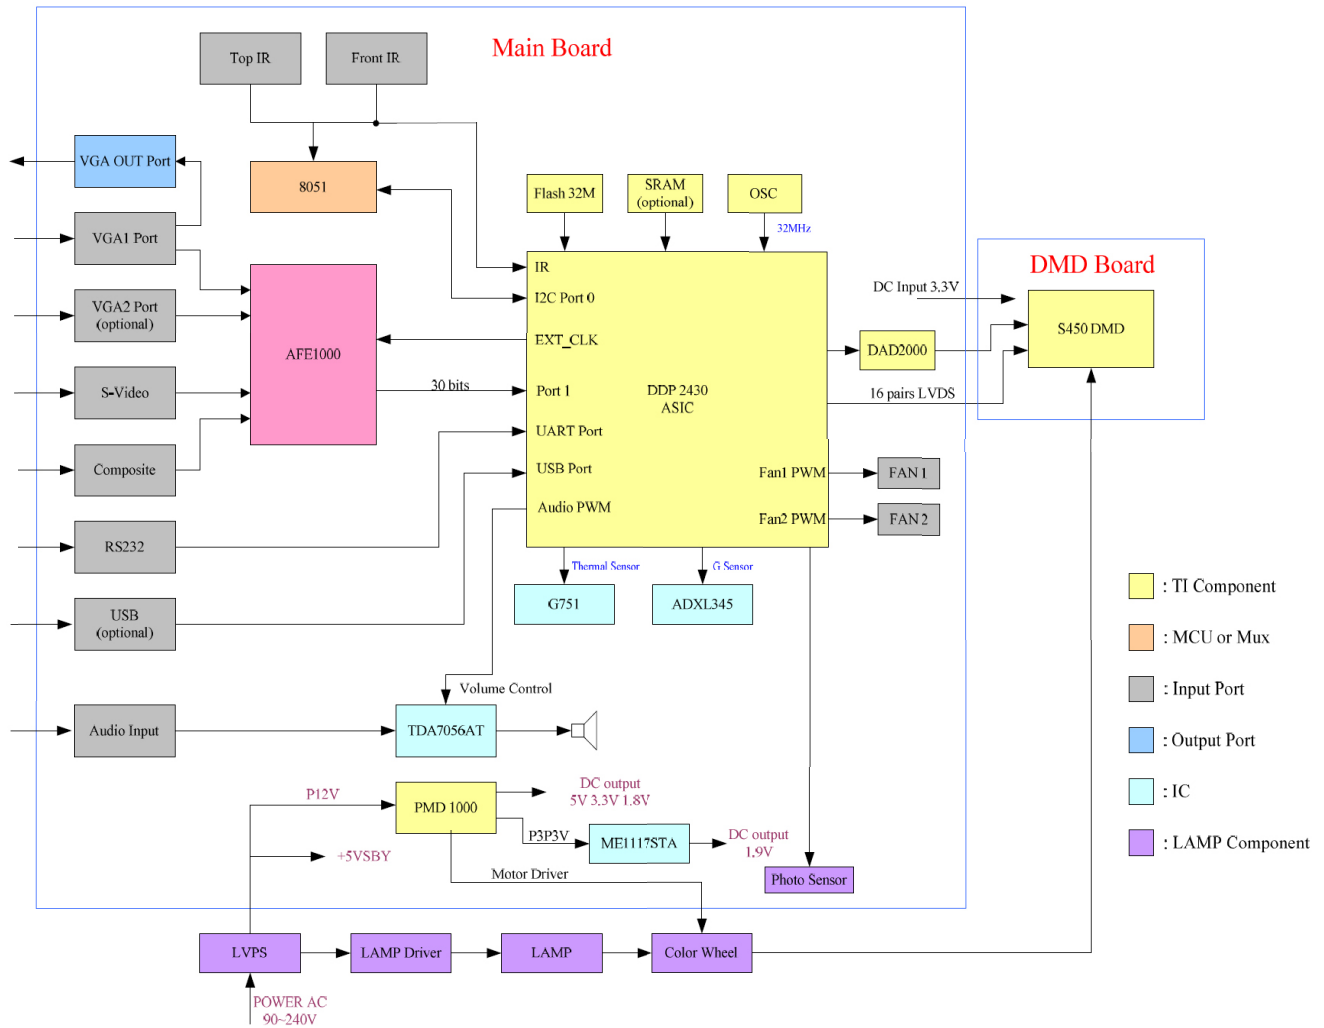 Main Board
Top IR
Front IR
VGA OUT Port
8051
Flash 32M
SRAM
(optional)
OSC
32MHz
VGA1 Port
DMD Board
IR
VGA2 Port
(optional)
I2C Port 0
DC Input 3.3V
S450 DMD
AFE1000
EXT_CLK
DAD2000
S-Video
30 bits
Port 1
DDP 2430
ASIC
16 pairs LVDS
UART Port
Composite
USB Port
Fan1 PWM
FAN 1
Audio PWM
Fan2 PWM
FAN 2
RS232
Thermal Sensor
G Sensor
G751
ADXL345
USB
(optional)
: TI Component
: MCU or Mux
: Input Port
: Output Port
: IC
: LAMP Component
Volume Control
Audio Input
TDA7056AT
P12V
PMD 1000
DC output
5V 3.3V 1.8V
P3P3V
ME1117STA
DC output
1.9V
+5VSBY
Motor Driver
Photo Sensor
LVPS
LAMP Driver
LAMP
Color Wheel
POWER AC
90~240V